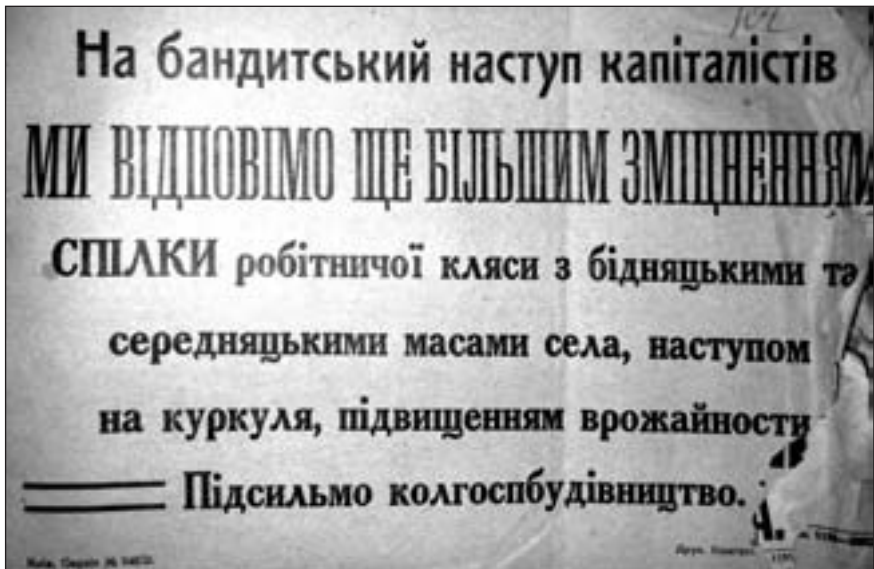 На бандитський наступ капіталістів
МИ ВІДПОВІМО ЩЕ БІЛЬШИМ ЗМІЦНЕННЯМ
СПІЛКИ робітничої кляси з бідняцькими та
середняцькими масами села, наступом
на куркуля, підвищенням врожайности
Підсильмо колгоспбудівництво.
Друк.